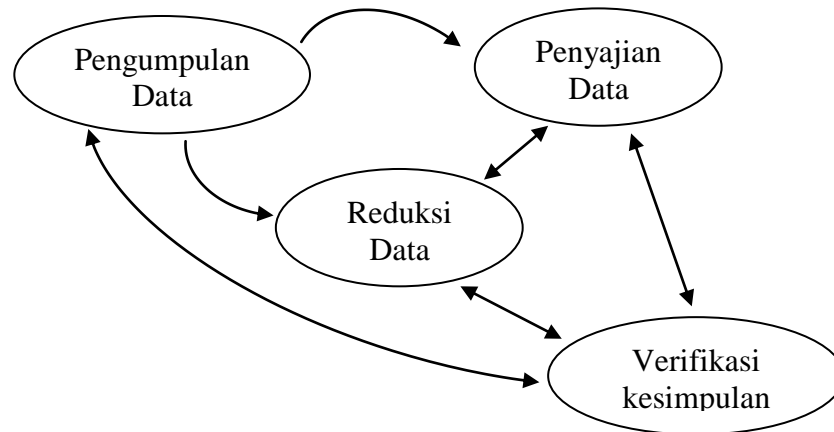 Pengumpulan
Data
Penyajian
Data
Reduksi
Data
Verifikasi
kesimpulan